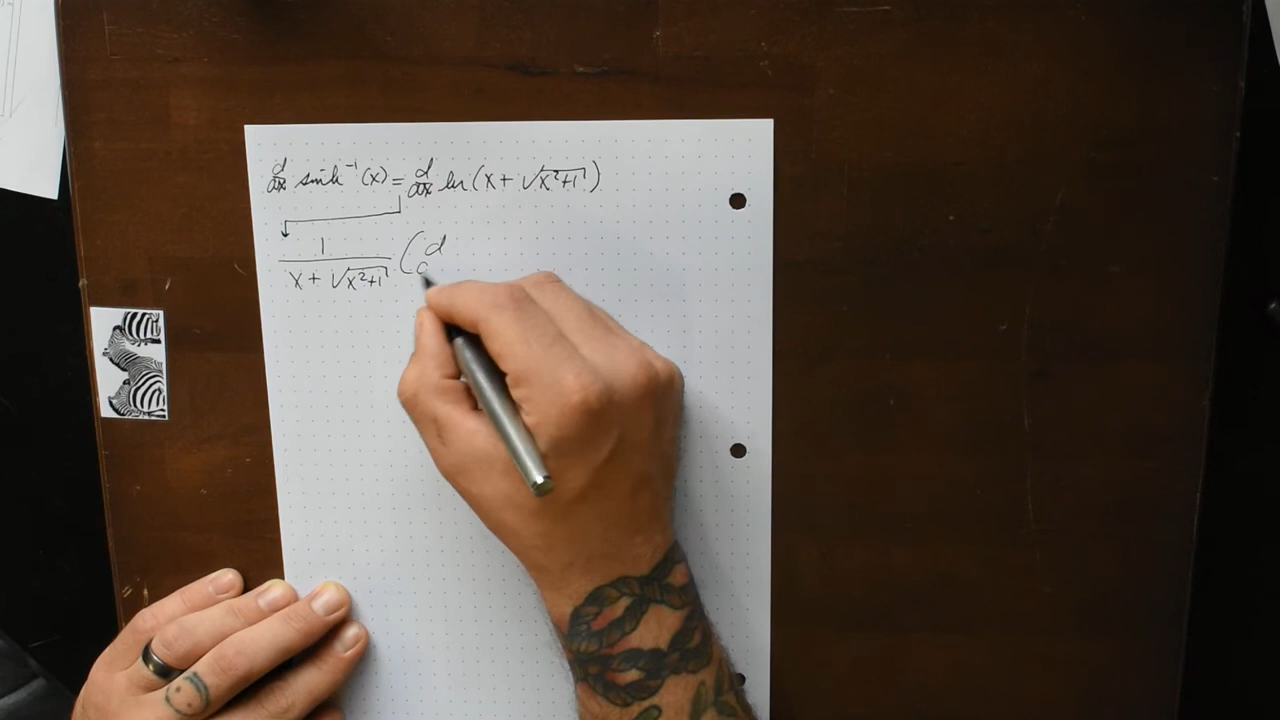 d/dx sinh⁻¹(x) = d/dx ln(x + √(x²+1))
1/(x + √(x²+1)) (d